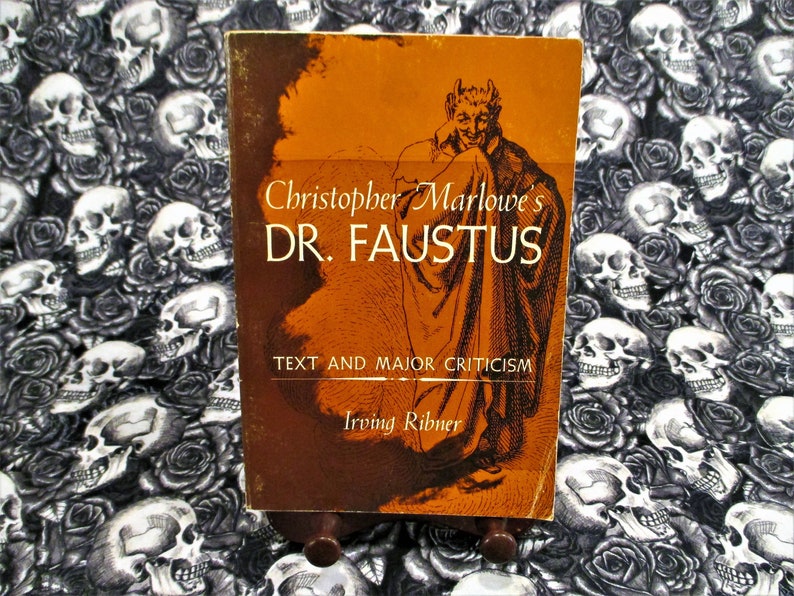 Christopher Marlowe's
DR. FAUSTUS
TEXT AND MAJOR CRITICISM
Irving Ribner